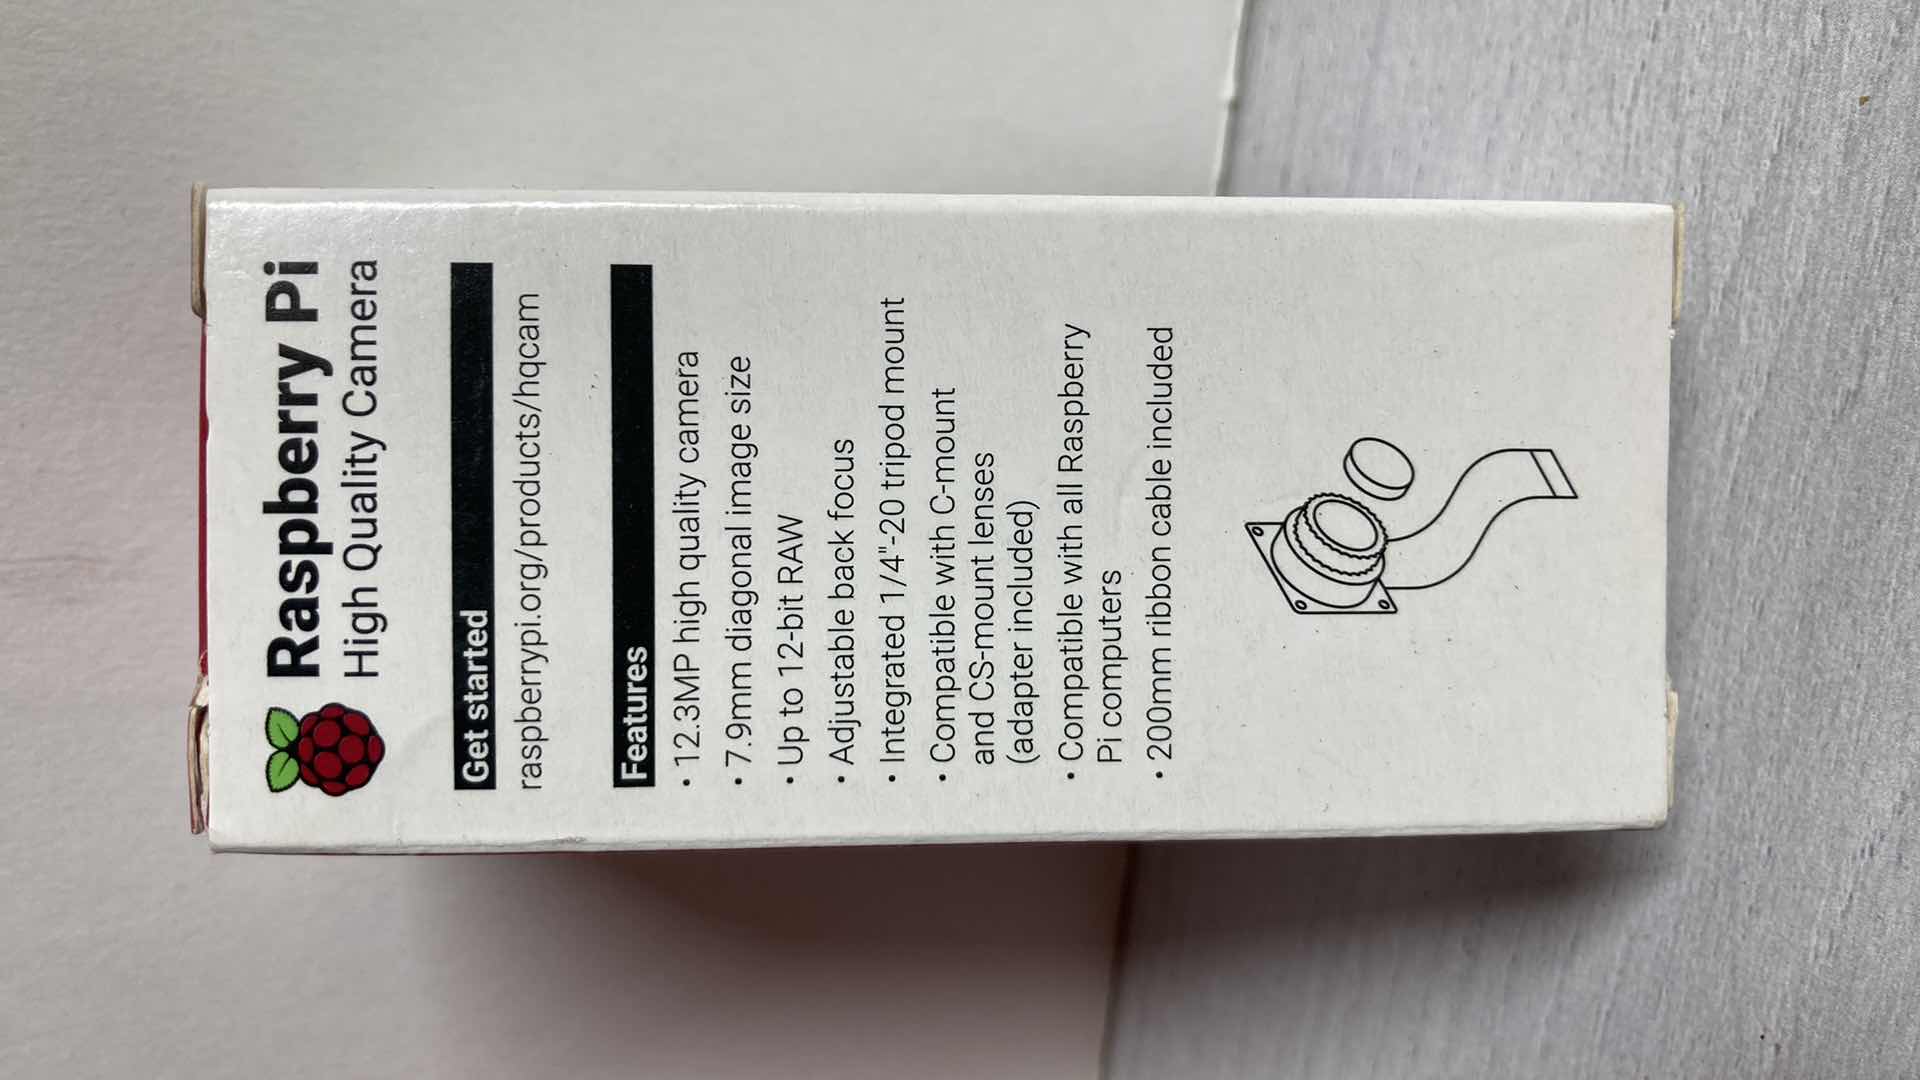 Raspberry Pi
High Quality Camera
Get started
raspberrypi.org/products/hqcam
Features
• 12.3MP high quality camera
• 7.9mm diagonal image size
• Up to 12-bit RAW
• Adjustable back focus
• Integrated 1/4"-20 tripod mount
• Compatible with C-mount
and CS-mount lenses
(adapter included)
• Compatible with all Raspberry
Pi computers
• 200mm ribbon cable included